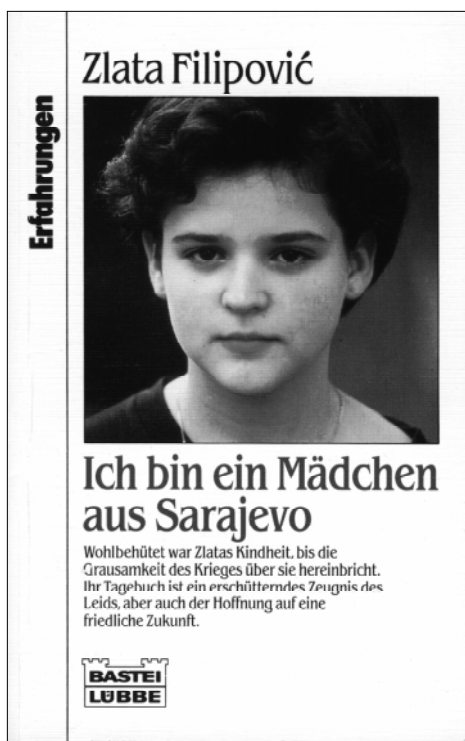 Zlata Filipović
Erfahrungen
Ich bin ein Mädchen
aus Sarajevo
Wohlbehütet war Zlatas Kindheit, bis die
Grausamkeit des Krieges über sie hereinbricht.
Ihr Tagebuch ist ein erschütterndes Zeugnis des
Leids, aber auch der Hoffnung auf eine
friedliche Zukunft.
BASTEI
LÜBBE